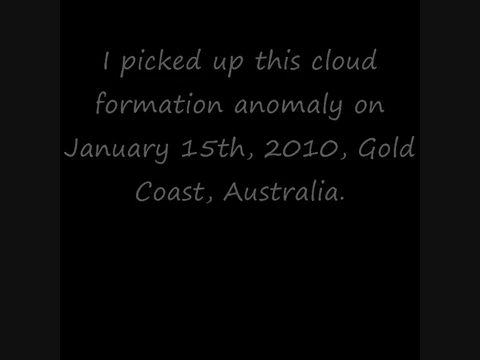 I picked up this cloud
formation anomaly on
January 15th, 2010, Gold
Coast, Australia.